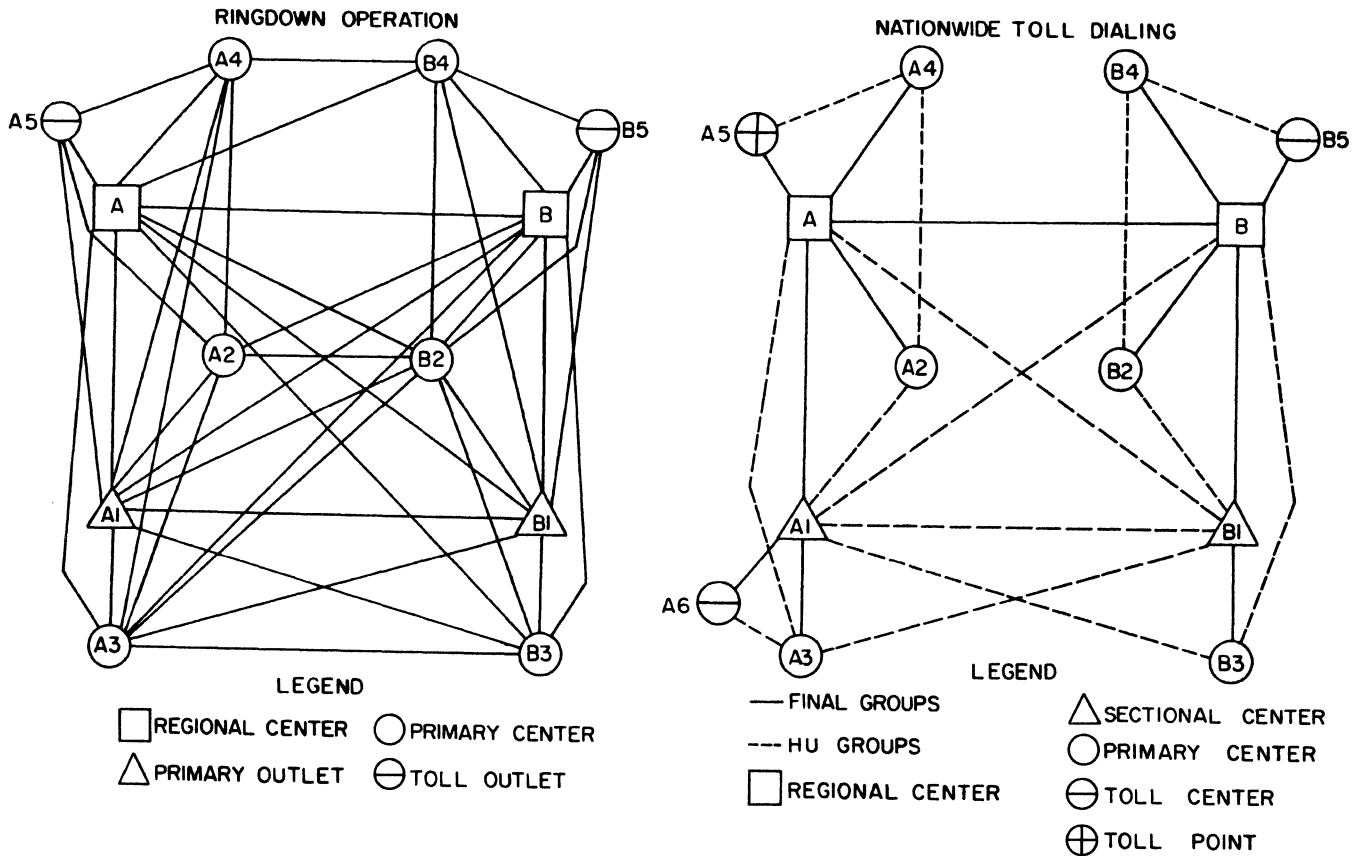 RINGDOWN OPERATION
A4
B4
A5
B5
A
B
A2
B2
A1
B1
A3
B3
LEGEND
REGIONAL CENTER
PRIMARY CENTER
PRIMARY OUTLET
TOLL OUTLET
NATIONWIDE TOLL DIALING
A4
B4
A5
B5
A
B
A2
B2
A1
B1
A6
A3
B3
LEGEND
FINAL GROUPS
HU GROUPS
REGIONAL CENTER
SECTIONAL CENTER
PRIMARY CENTER
TOLL CENTER
TOLL POINT